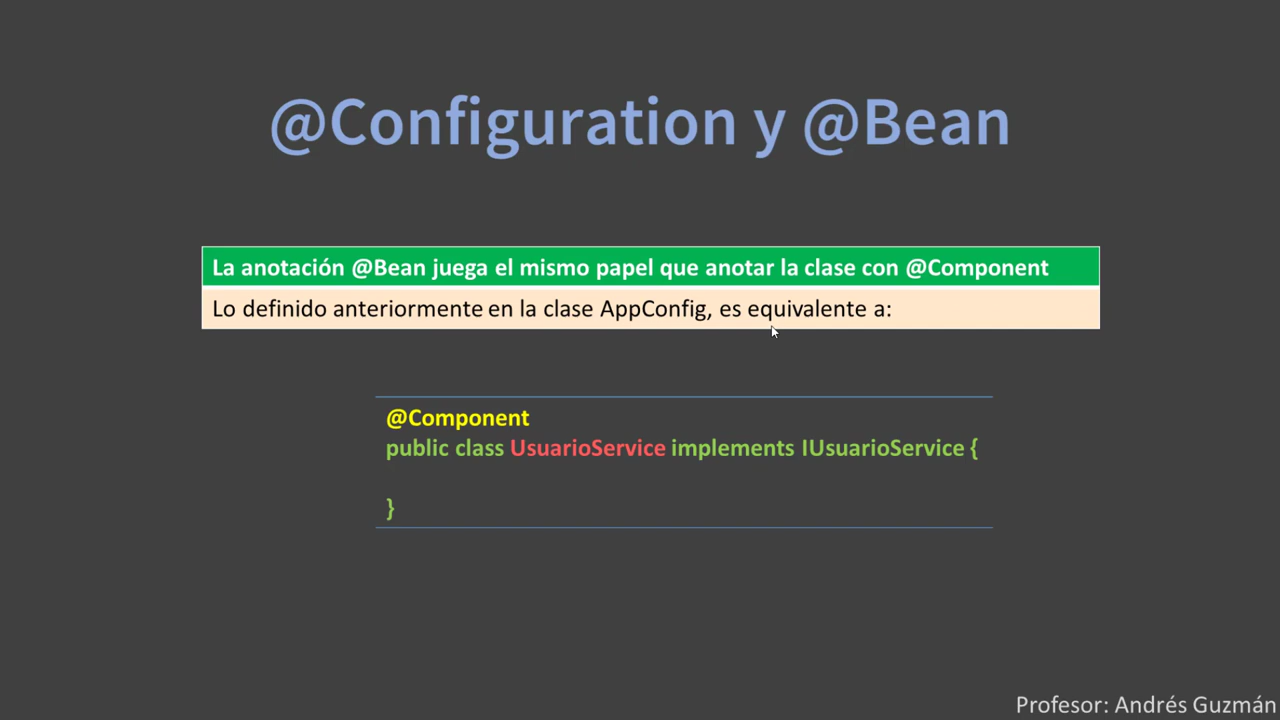 @Configuration y @Bean
La anotación @Bean juega el mismo papel que anotar la clase con @Component
Lo definido anteriormente en la clase AppConfig, es equivalente a:
@Component
public class UsuarioService implements IUsuarioService {
}
Profesor: Andrés Guzmán